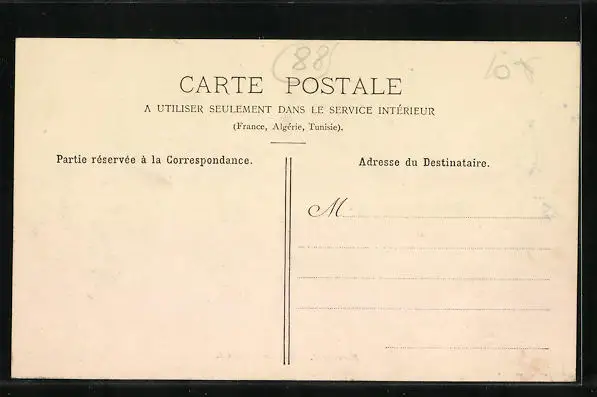 (88)
CARTE POSTALE
A UTILISER SEULEMENT DANS LE SERVICE INTÉRIEUR
(France, Algérie, Tunisie).
Partie réservée à la Correspondance.
Adresse du Destinataire.
M